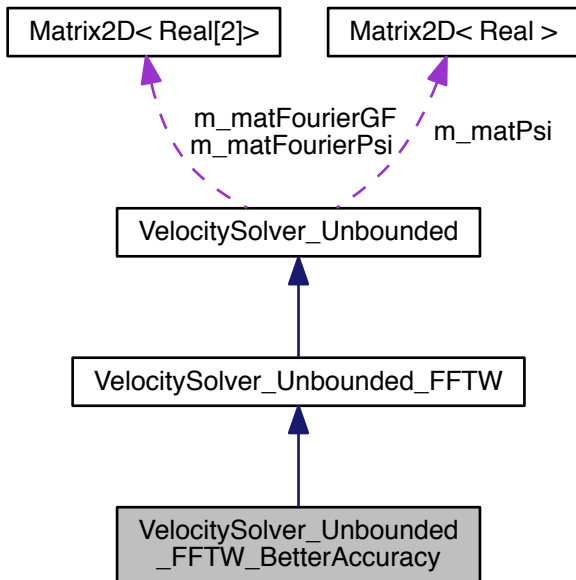 Matrix2D< Real[2]>
Matrix2D< Real >
m_matFourierGF
m_matFourierPsi
m_matPsi
VelocitySolver_Unbounded
VelocitySolver_Unbounded_FFTW
VelocitySolver_Unbounded
_FFTW_BetterAccuracy